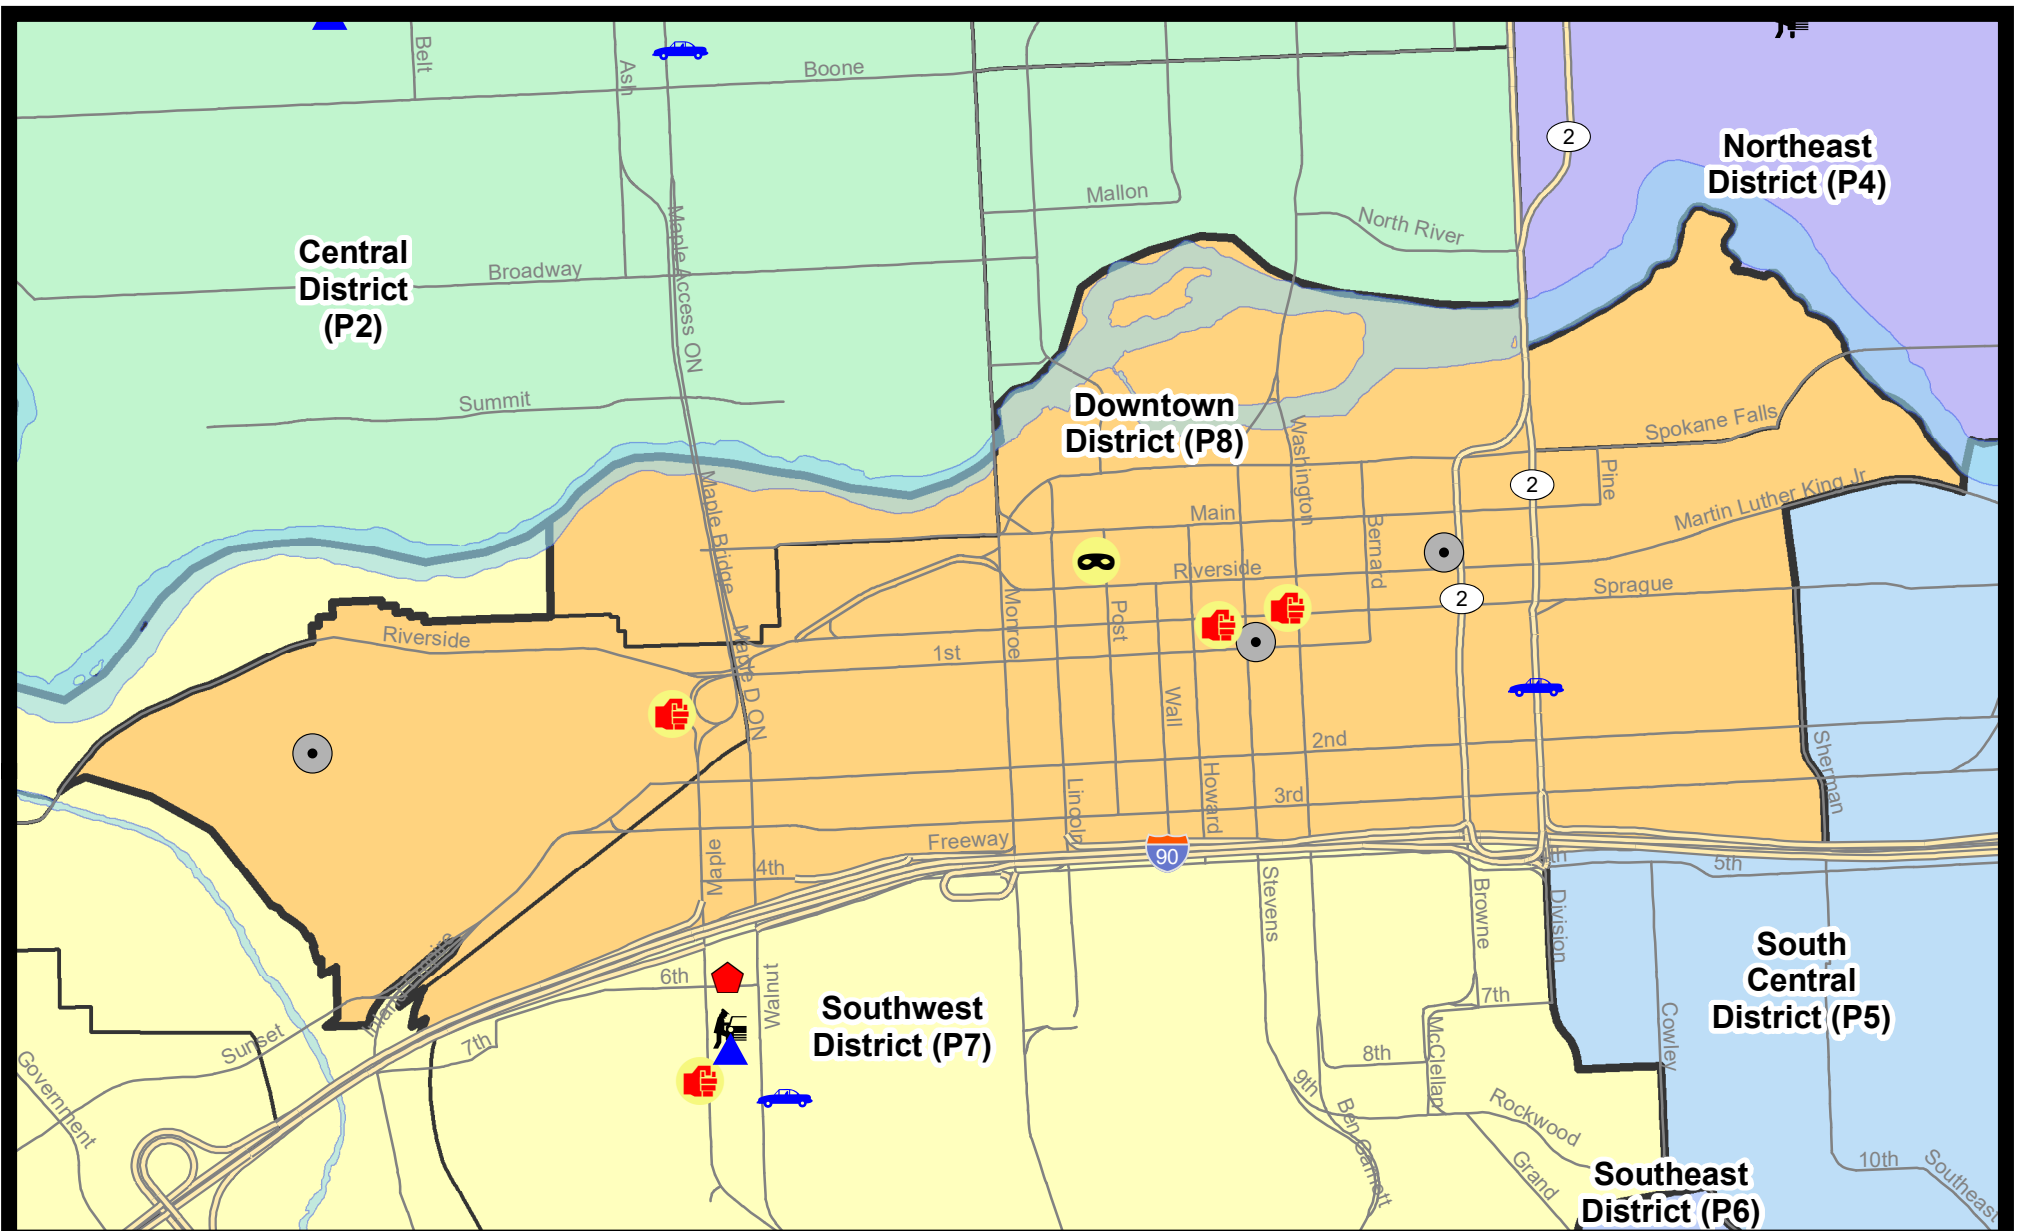 Belt
Ash
Boone
2
Northeast
District (P4)
Mallon
North River
Maple Access ON
Central
District
(P2)
Broadway
Summit
Downtown
District (P8)
Washington
Spokane Falls
Pine
2
Martin Luther King Jr
Main
Bernard
Maple Bridge
Riverside
Sprague
2
Monroe
Post
Riverside
1st
Maple D ON
Wall
2nd
Sherman
Howard
Lincoln
3rd
Freeway
90
4th
4th
5th
Maple
Stevens
Browne
Division
South
Central
District (P5)
Inland Empire
6th
Walnut
Southwest
District (P7)
7th
McClellan
Cowley
Sunset
7th
8th
9th
Government
Ben Garnett
Rockwood
Grand
10th
Southeast
Southeast
District (P6)